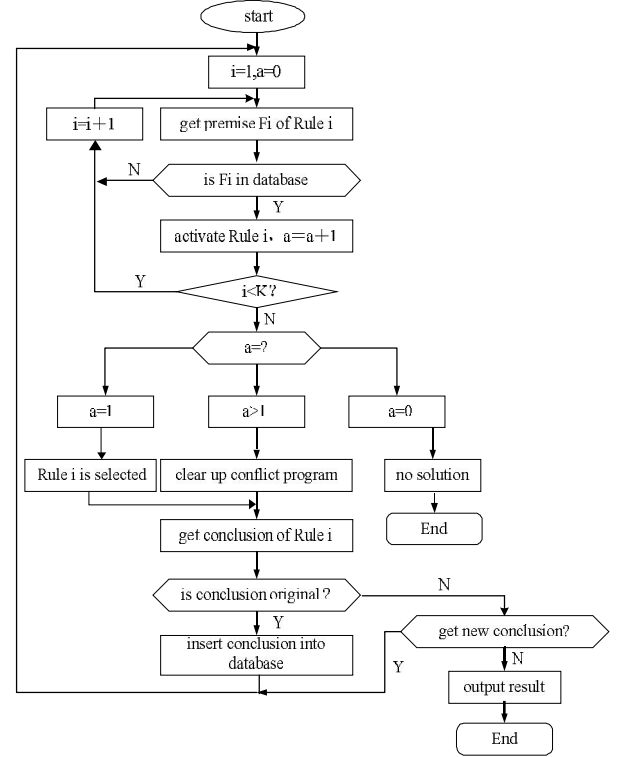 start
i=1,a=0
i=i+1
get premise Fi of Rule i
N
is Fi in database
Y
activate Rule i, a=a+1
Y
i<K?
N
a=?
a=1
a>1
a=0
Rule i is selected
clear up conflict program
no solution
End
get conclusion of Rule i
is conclusion original?
N
Y
get new conclusion?
insert conclusion into
database
Y
N
output result
End